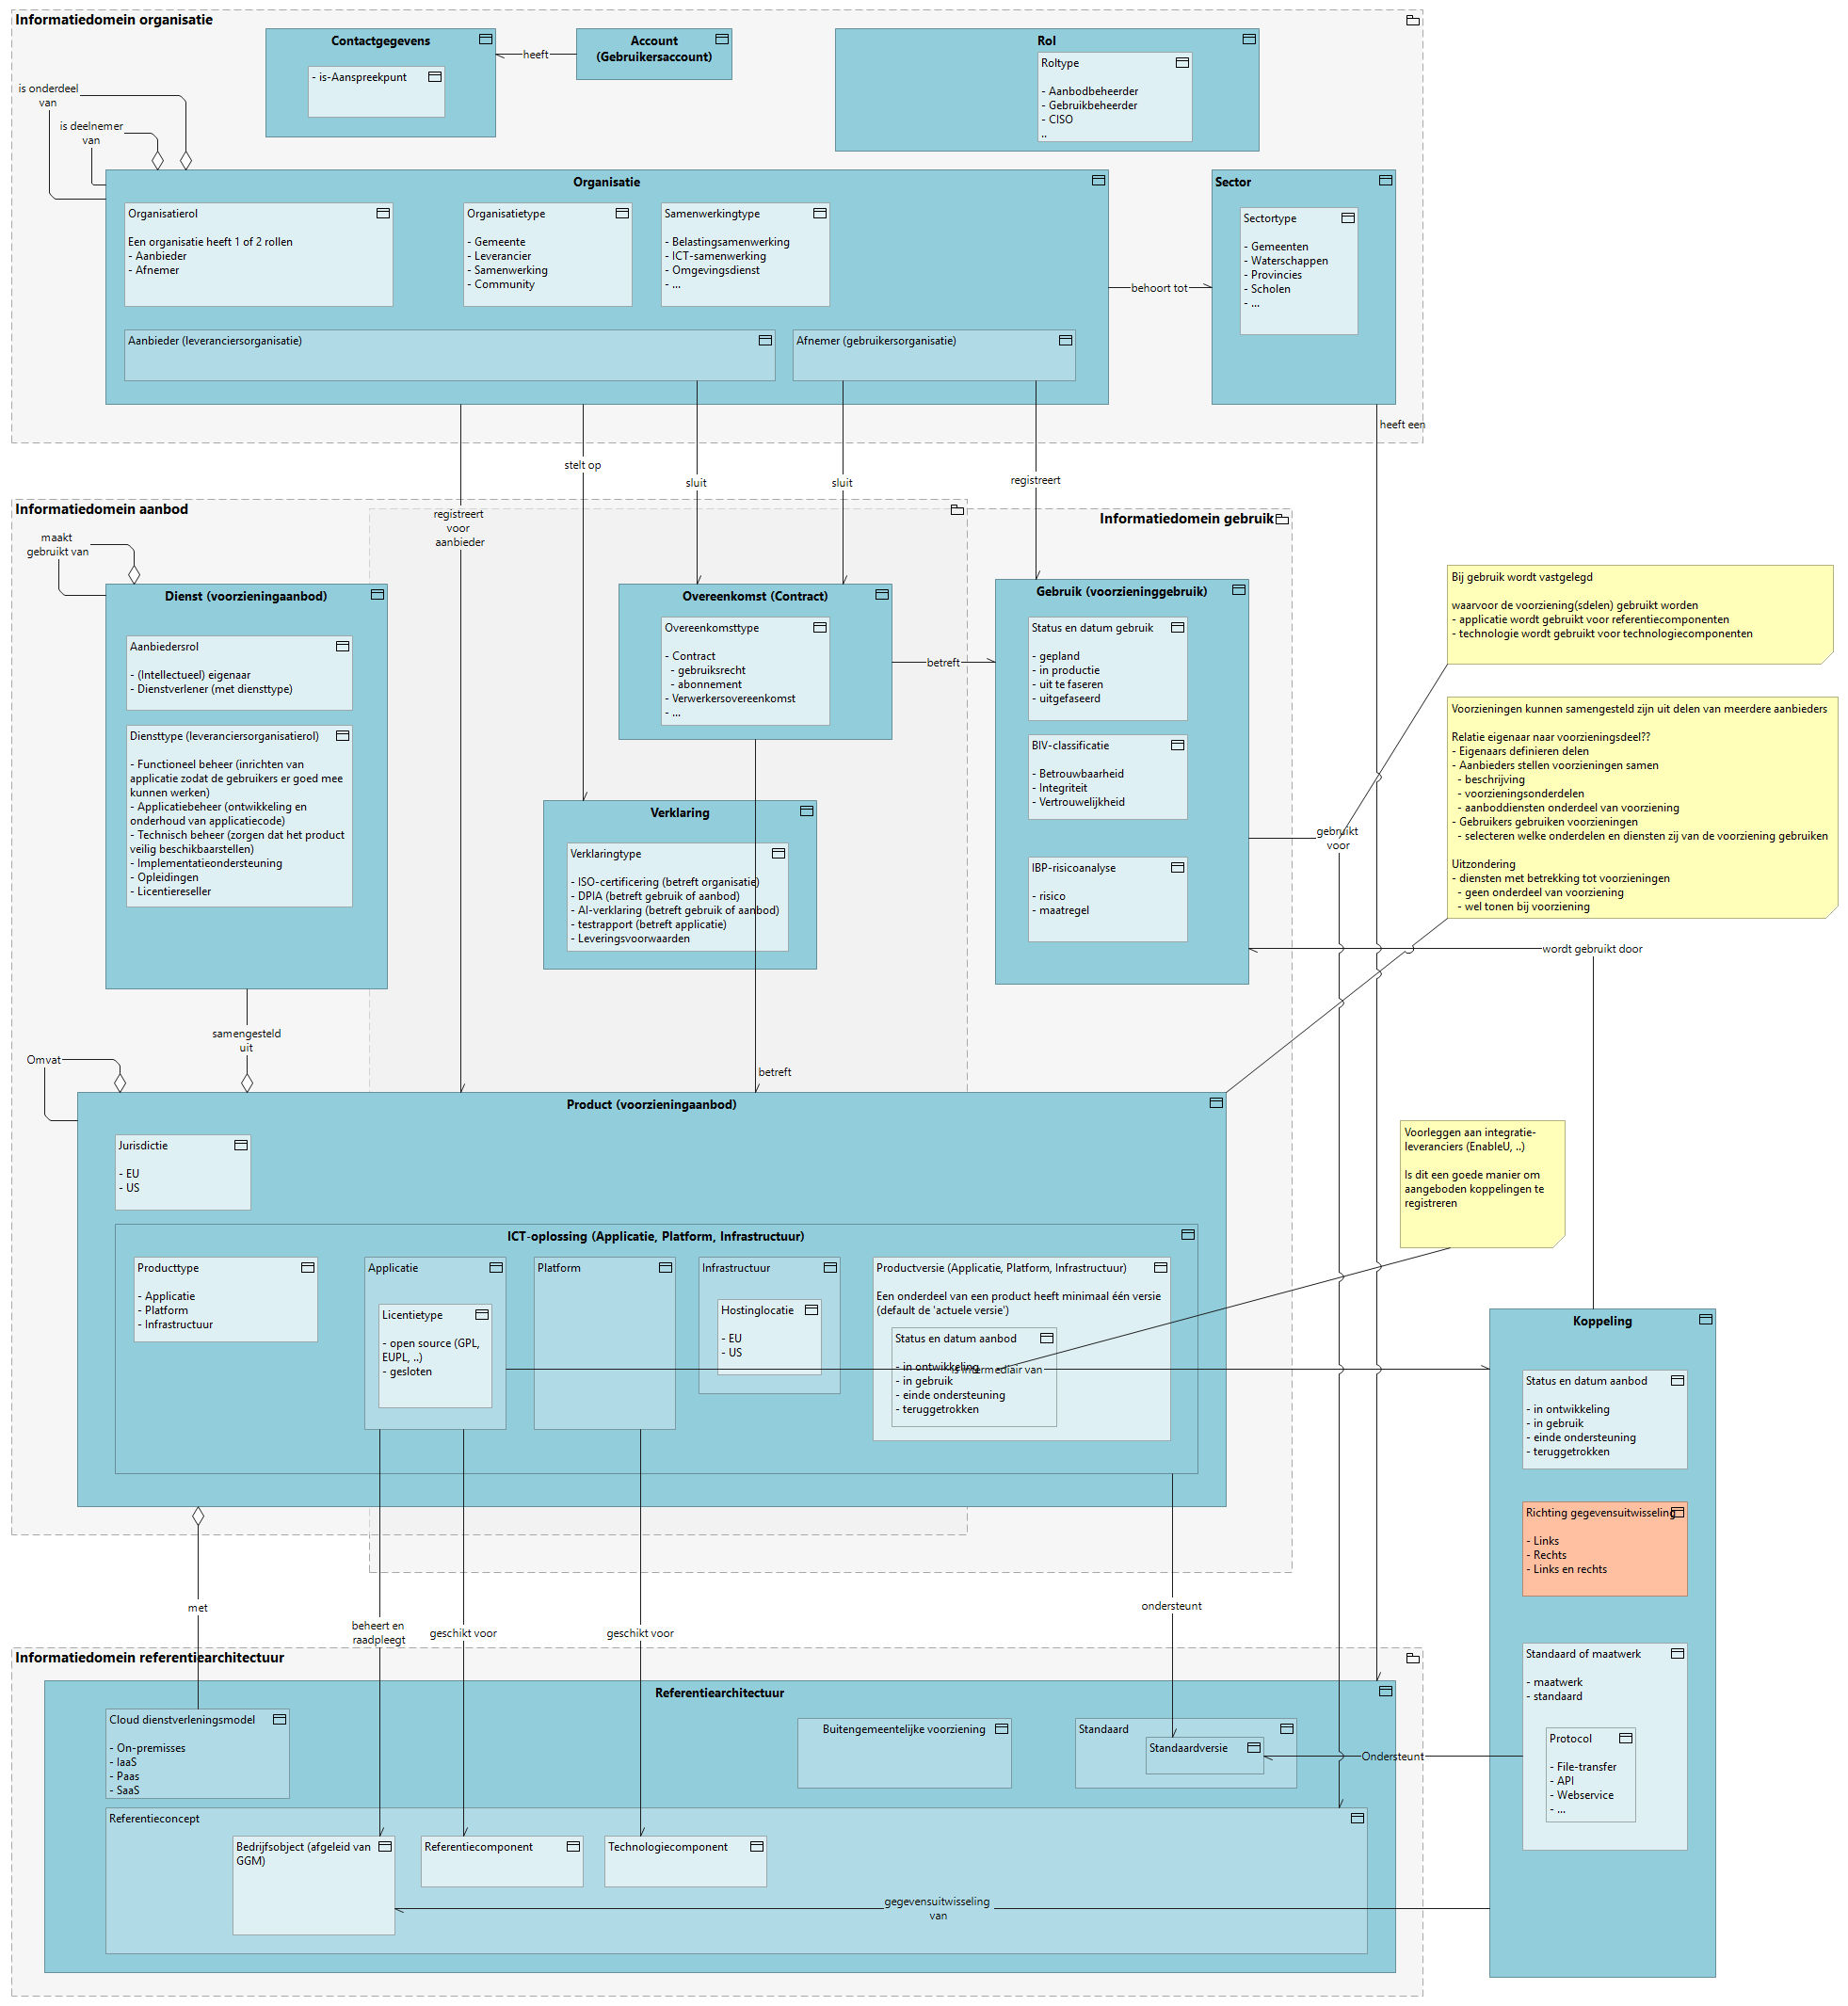 Informatiedomein organisatie
Contactgegevens
- is-Aanspreekpunt
heeft
Account
(Gebruikersaccount)
Rol
Roltype
- Aanbodbeheerder
- Gebruikbeheerder
- CISO
..
is onderdeel
van
is deelnemer
van
Organisatie
Organisatierol
Een organisatie heeft 1 of 2 rollen
- Aanbieder
- Afnemer
Organisatietype
- Gemeente
- Leverancier
- Samenwerking
- Community
Samenwerkingtype
- Belastingsamenwerking
- ICT-samenwerking
- Omgevingsdienst
- ...
Aanbieder (leveranciersorganisatie)
Afnemer (gebruikersorganisatie)
behoort tot
Sector
Sectortype
- Gemeenten
- Waterschappen
- Provincies
- Scholen
- ...
heeft een
stelt op
sluit
sluit
registreert
registreert
voor
aanbieder
Informatiedomein aanbod
Informatiedomein gebruik
maakt
gebruikt van
Dienst (voorzieningaanbod)
Aanbiedersrol
- (Intellectueel) eigenaar
- Dienstverlener (met diensttype)
Diensttype (leveranciersorganisatierol)
- Functioneel beheer (inrichten van
applicatie zodat de gebruikers er goed mee
kunnen werken)
- Applicatiebeheer (ontwikkeling en
onderhoud van applicatiecode)
- Technisch beheer (zorgen dat het product
veilig beschikbaarstellen)
- Implementatieondersteuning
- Opleidingen
- Licentiereseller
Overeenkomst (Contract)
Overeenkomsttype
- Contract
- gebruiksrecht
- abonnement
- Verwerkersovereenkomst
- ...
betreft
Gebruik (voorzieninggebruik)
Status en datum gebruik
- gepland
- in productie
- uit te faseren
- uitgefaseerd
BIV-classificatie
- Betrouwbaarheid
- Integriteit
- Vertrouwelijkheid
IBP-risicoanalyse
- risico
- maatregel
Verklaring
Verklaringtype
- ISO-certificering (betreft organisatie)
- DPIA (betreft gebruik of aanbod)
- AI-verklaring (betreft gebruik of aanbod)
- testrapport (betreft applicatie)
- Leveringsvoorwaarden
Bij gebruik wordt vastgelegd
waarvoor de voorziening(sdelen) gebruikt worden
- applicatie wordt gebruikt voor referentiecomponenten
- technologie wordt gebruikt voor technologiecomponenten
Voorzieningen kunnen samengesteld zijn uit delen van meerdere aanbieders
Relatie eigenaar naar voorzieningsdeel??
- Eigenaars definieren delen
- Aanbieders stellen voorzieningen samen
- beschrijving
- voorzieningsonderdelen
- aanboddiensten onderdeel van voorziening
- Gebruikers gebruiken voorzieningen
- selecteren welke onderdelen en diensten zij van de voorziening gebruiken
Uitzondering
- diensten met betrekking tot voorzieningen
- geen onderdeel van voorziening
- wel tonen bij voorziening
gebruikt
voor
wordt gebruikt door
samengesteld
uit
Omvat
betreft
Product (voorzieningaanbod)
Jurisdictie
- EU
- US
ICT-oplossing (Applicatie, Platform, Infrastructuur)
Producttype
- Applicatie
- Platform
- Infrastructuur
Applicatie
Licentietype
- open source (GPL,
EUPL, ..)
- gesloten
Platform
Infrastructuur
Hostinglocatie
- EU
- US
Productversie (Applicatie, Platform, Infrastructuur)
Een onderdeel van een product heeft minimaal één versie
(default de 'actuele versie')
Status en datum aanbod
- in ontwikkeling
- in gebruik
- einde ondersteuning
- teruggetrokken
is intermediair van
Voorleggen aan integratie-
leveranciers (EnableU, ..)
Is dit een goede manier om
aangeboden koppelingen te
registreren
Koppeling
Status en datum aanbod
- in ontwikkeling
- in gebruik
- einde ondersteuning
- teruggetrokken
Richting gegevensuitwisseling
- Links
- Rechts
- Links en rechts
Standaard of maatwerk
- maatwerk
- standaard
Protocol
- File-transfer
- API
- Webservice
- ...
met
beheert en
raadpleegt
geschikt voor
geschikt voor
ondersteunt
Informatiedomein referentiearchitectuur
Referentiearchitectuur
Cloud dienstverleningsmodel
- On-premisses
- IaaS
- Paas
- SaaS
Buitengemeentelijke voorziening
Standaard
Standaardversie
Ondersteunt
Referentieconcept
Bedrijfsobject (afgeleid van
GGM)
Referentiecomponent
Technologiecomponent
gegevensuitwisseling
van